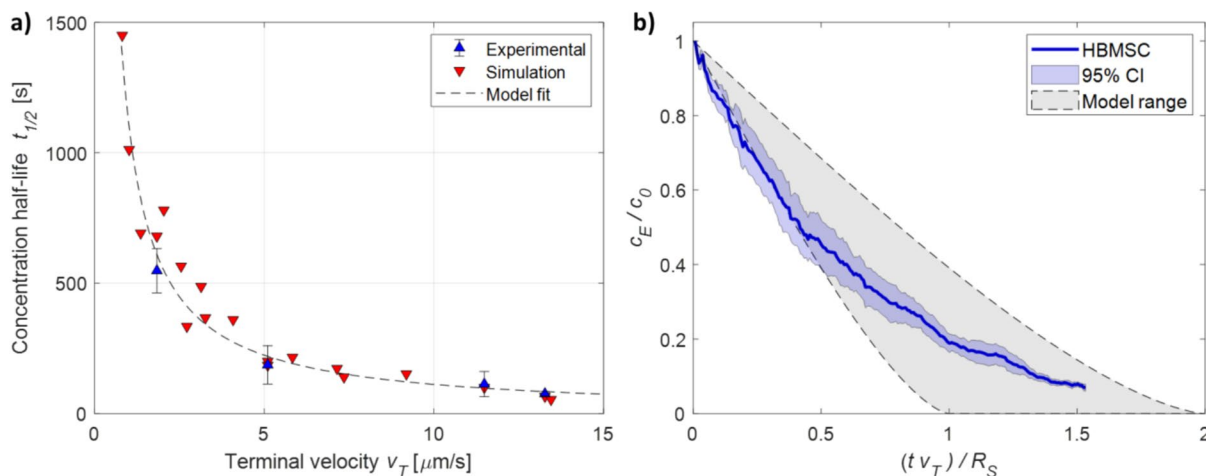 a)
1500
1000
500
0
Concentration half-life t1/2 [s]
0
5
10
15
Terminal velocity vT [μm/s]
Experimental
Simulation
Model fit
b)
1
0.8
0.6
0.4
0.2
0
cE / c0
0
0.5
1
1.5
2
(t vT) / RS
HBMSC
95% CI
Model range